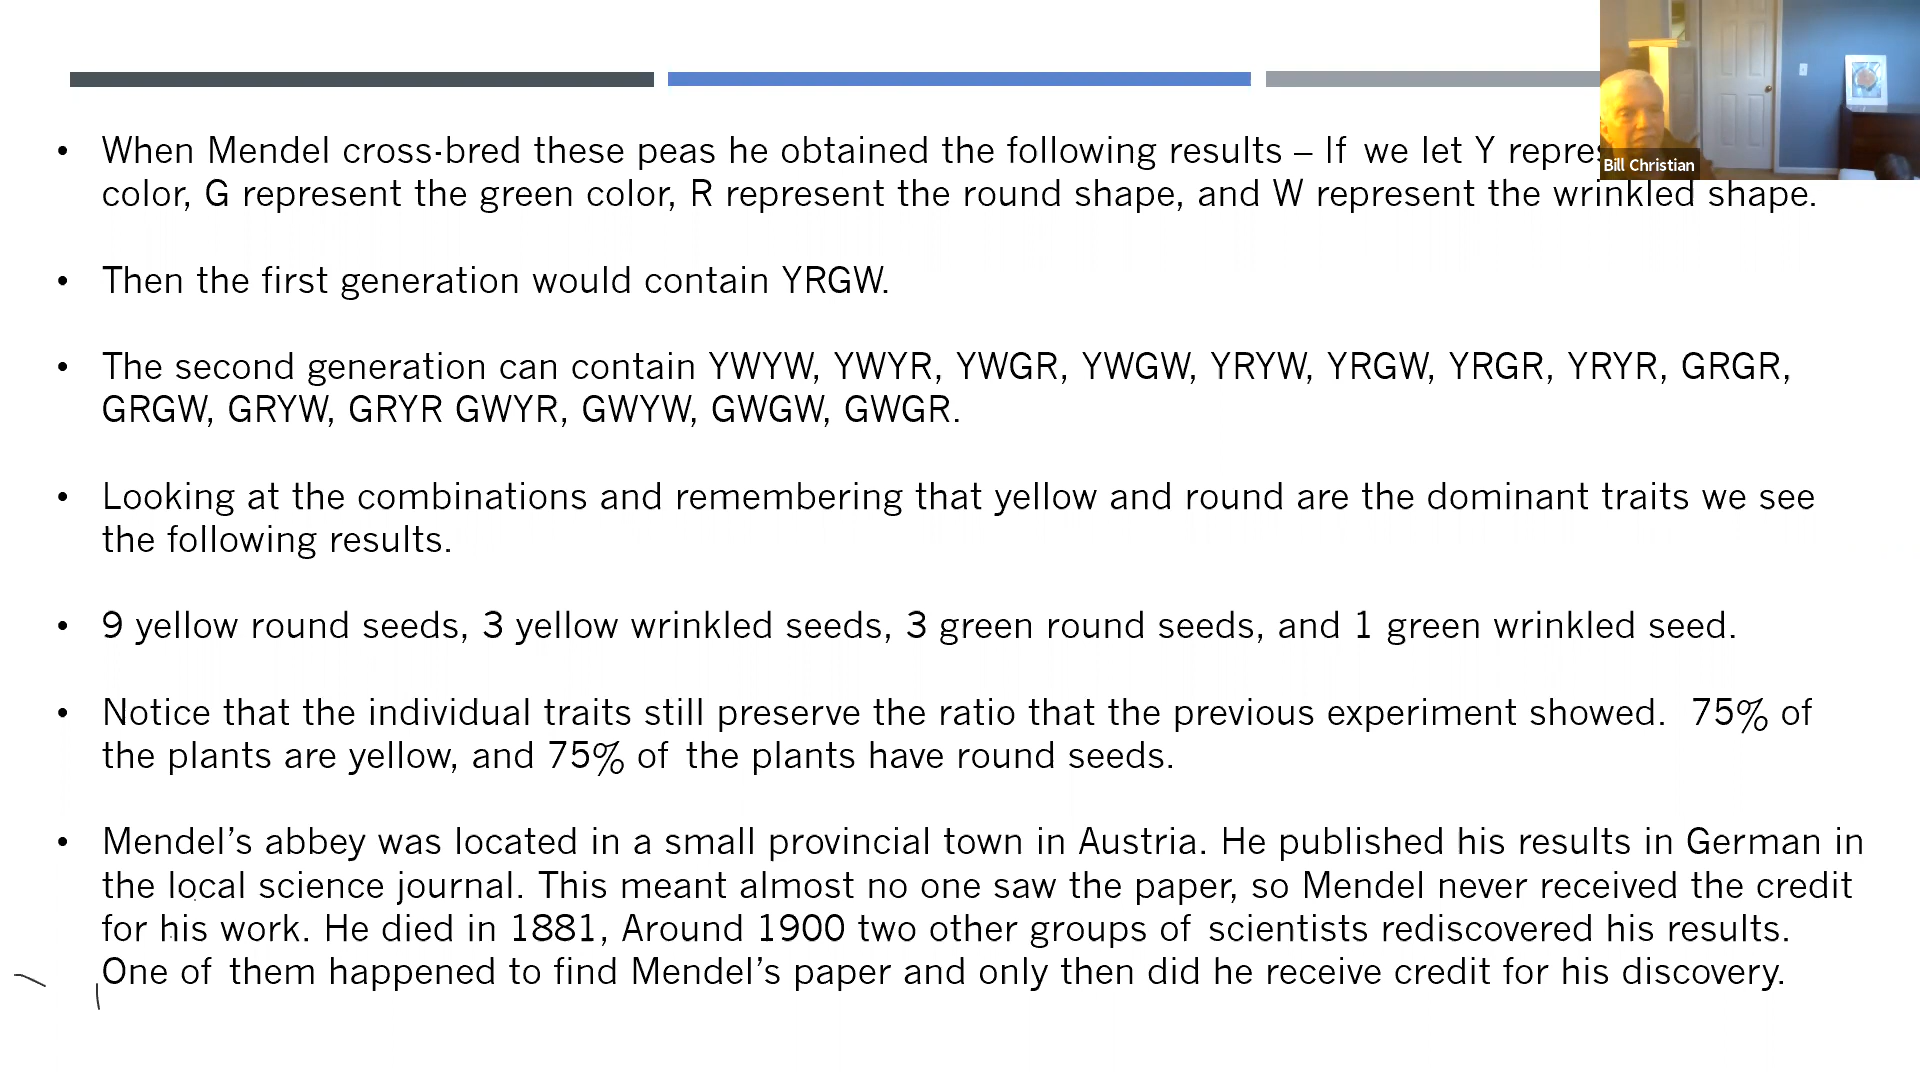 When Mendel cross-bred these peas he obtained the following results – If we let Y
color, G represent the green color, R represent the round shape, and W represent the wrinkled shape.
Then the first generation would contain YRGW.
The second generation can contain YWYW, YWYR, YWGR, YWGW, YRYW, YRGW, YRGR, YRYR, GRGR,
GRGW, GRYW, GRYR GWYR, GWYW, GWGW, GWGR.
Looking at the combinations and remembering that yellow and round are the dominant traits we see
the following results.
9 yellow round seeds, 3 yellow wrinkled seeds, 3 green round seeds, and 1 green wrinkled seed.
Notice that the individual traits still preserve the ratio that the previous experiment showed.  75% of
the plants are yellow, and 75% of the plants have round seeds.
Mendel’s abbey was located in a small provincial town in Austria. He published his results in German in
the local science journal. This meant almost no one saw the paper, so Mendel never received the credit
for his work. He died in 1881, Around 1900 two other groups of scientists rediscovered his results.
One of them happened to find Mendel’s paper and only then did he receive credit for his discovery.
Bill Christian